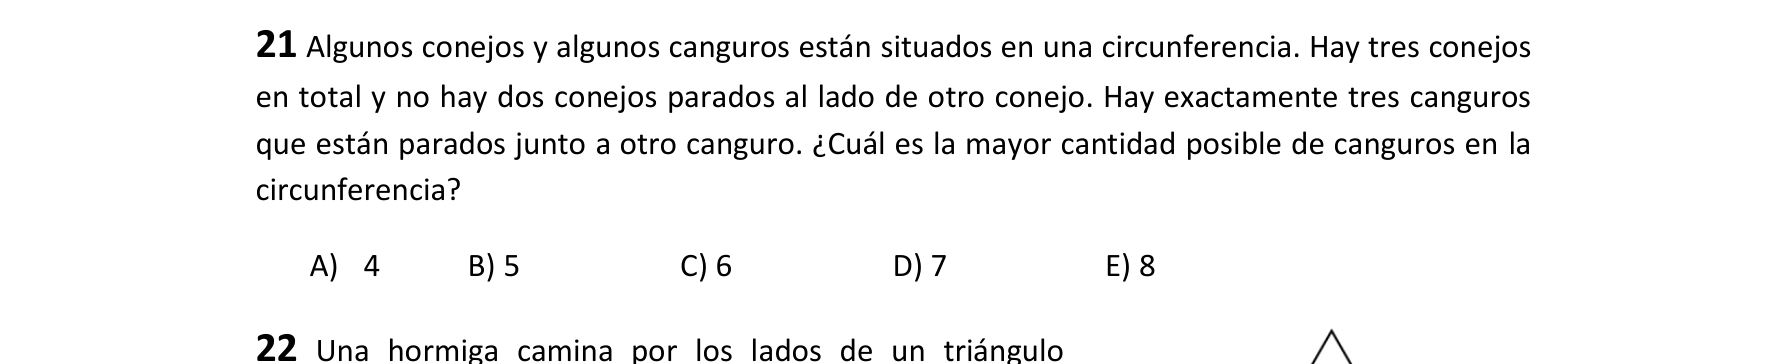 21 Algunos conejos y algunos canguros están situados en una circunferencia. Hay tres conejos
en total y no hay dos conejos parados al lado de otro conejo. Hay exactamente tres canguros
que están parados junto a otro canguro. ¿Cuál es la mayor cantidad posible de canguros en la
circunferencia?
A) 4 B) 5 C) 6 D) 7 E) 8
22 Una hormiga camina por los lados de un triángulo